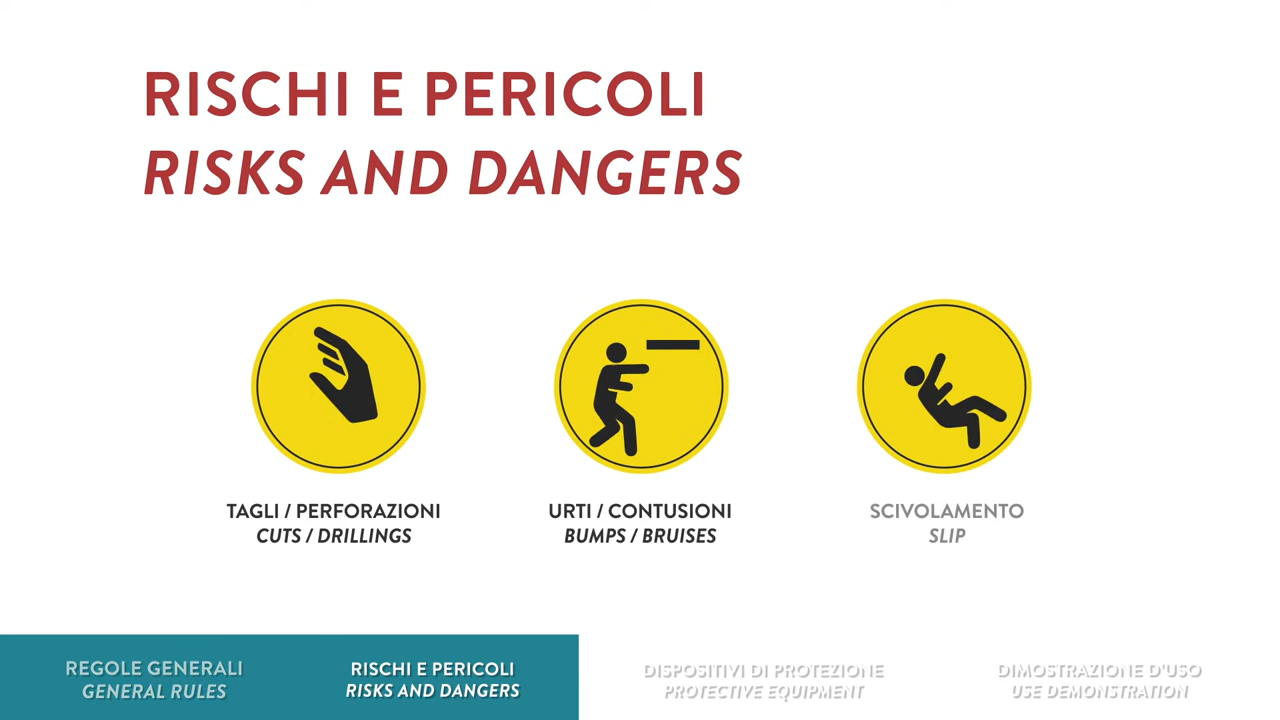 RISCHI E PERICOLI
RISKS AND DANGERS
TAGLI / PERFORAZIONI
CUTS / DRILLINGS
URTI / CONTUSIONI
BUMPS / BRUISES
SCIVOLAMENTO
SLIP
REGOLE GENERALI
GENERAL RULES
RISCHI E PERICOLI
RISKS AND DANGERS
DISPOSITIVI DI PROTEZIONE
PROTECTIVE EQUIPMENT
DIMOSTRAZIONE D'USO
USE DEMONSTRATION